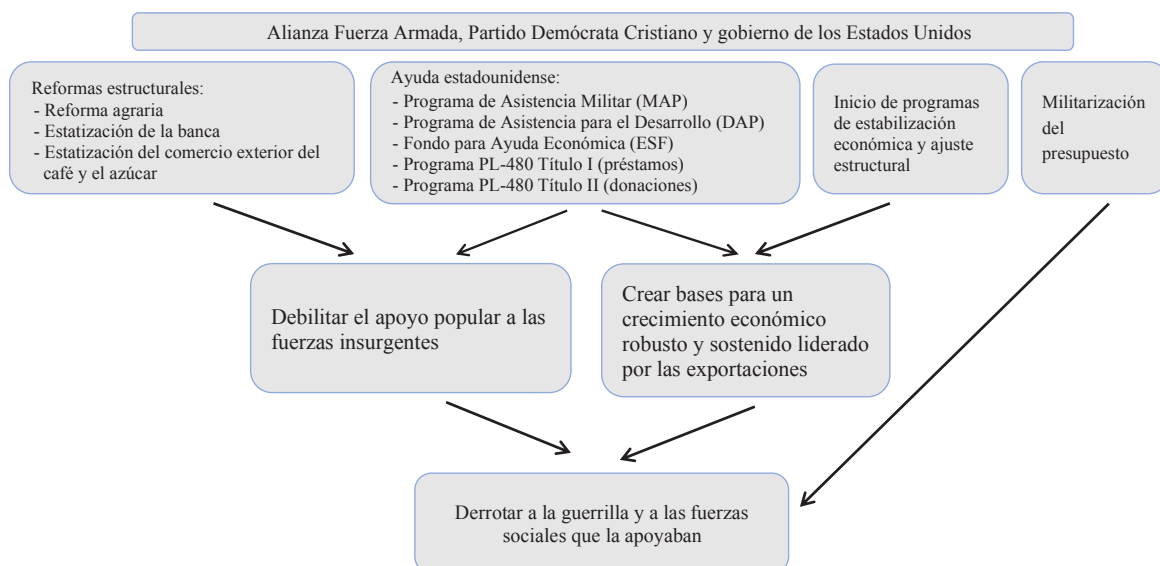 Alianza Fuerza Armada, Partido Demócrata Cristiano y gobierno de los Estados Unidos
Reformas estructurales:
- Reforma agraria
- Estatización de la banca
- Estatización del comercio exterior del
café y el azúcar
Ayuda estadounidense:
- Programa de Asistencia Militar (MAP)
- Programa de Asistencia para el Desarrollo (DAP)
- Fondo para Ayuda Económica (ESF)
- Programa PL-480 Título I (préstamos)
- Programa PL-480 Título II (donaciones)
Inicio de programas
de estabilización
económica y ajuste
estructural
Militarización
del
presupuesto
Debilitar el apoyo popular a las
fuerzas insurgentes
Crear bases para un
crecimiento económico
robusto y sostenido liderado
por las exportaciones
Derrotar a la guerrilla y a las fuerzas
sociales que la apoyaban